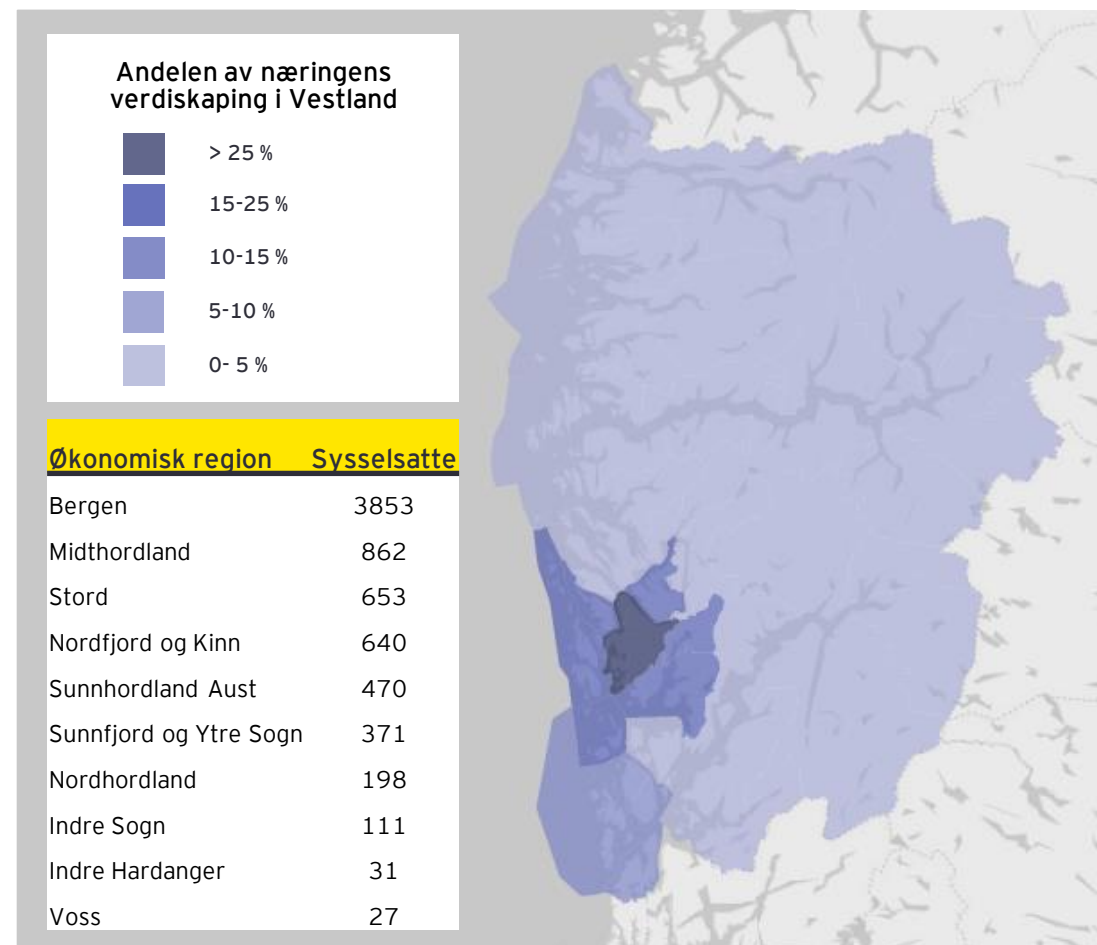 Andelen av næringens
verdiskaping i Vestland
> 25 %
15-25 %
10-15 %
5-10 %
0- 5 %
Økonomisk region Sysselsatte
Bergen 3853
Midthordland 862
Stord 653
Nordfjord og Kinn 640
Sunnhordland Aust 470
Sunnfjord og Ytre Sogn 371
Nordhordland 198
Indre Sogn 111
Indre Hardanger 31
Voss 27